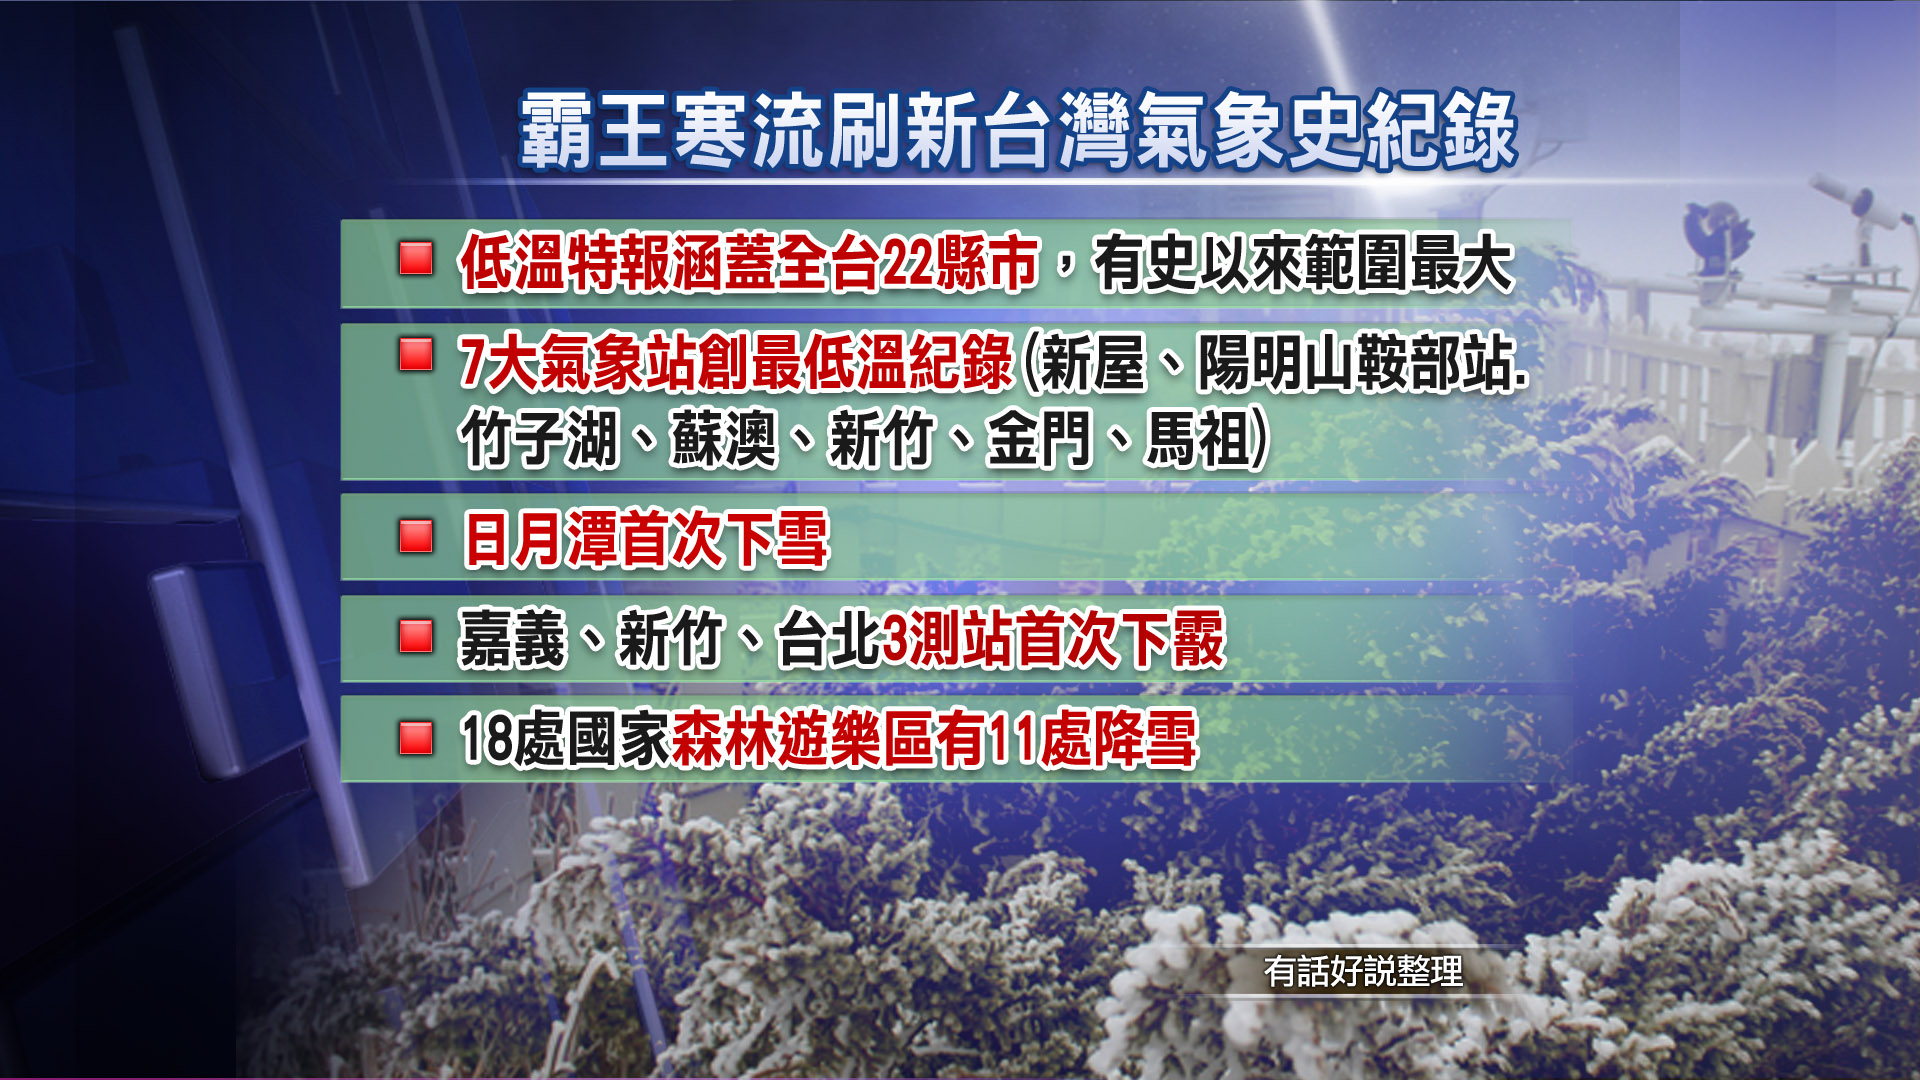 霸王寒流刷新台灣氣象史紀錄
低溫特報涵蓋全台22縣市，有史以來範圍最大
7大氣象站創最低溫紀錄(新屋、陽明山鞍部站.
竹子湖、蘇澳、新竹、金門、馬祖)
日月潭首次下雪
嘉義、新竹、台北3測站首次下霰
18處國家森林遊樂區有11處降雪
有話好説整理